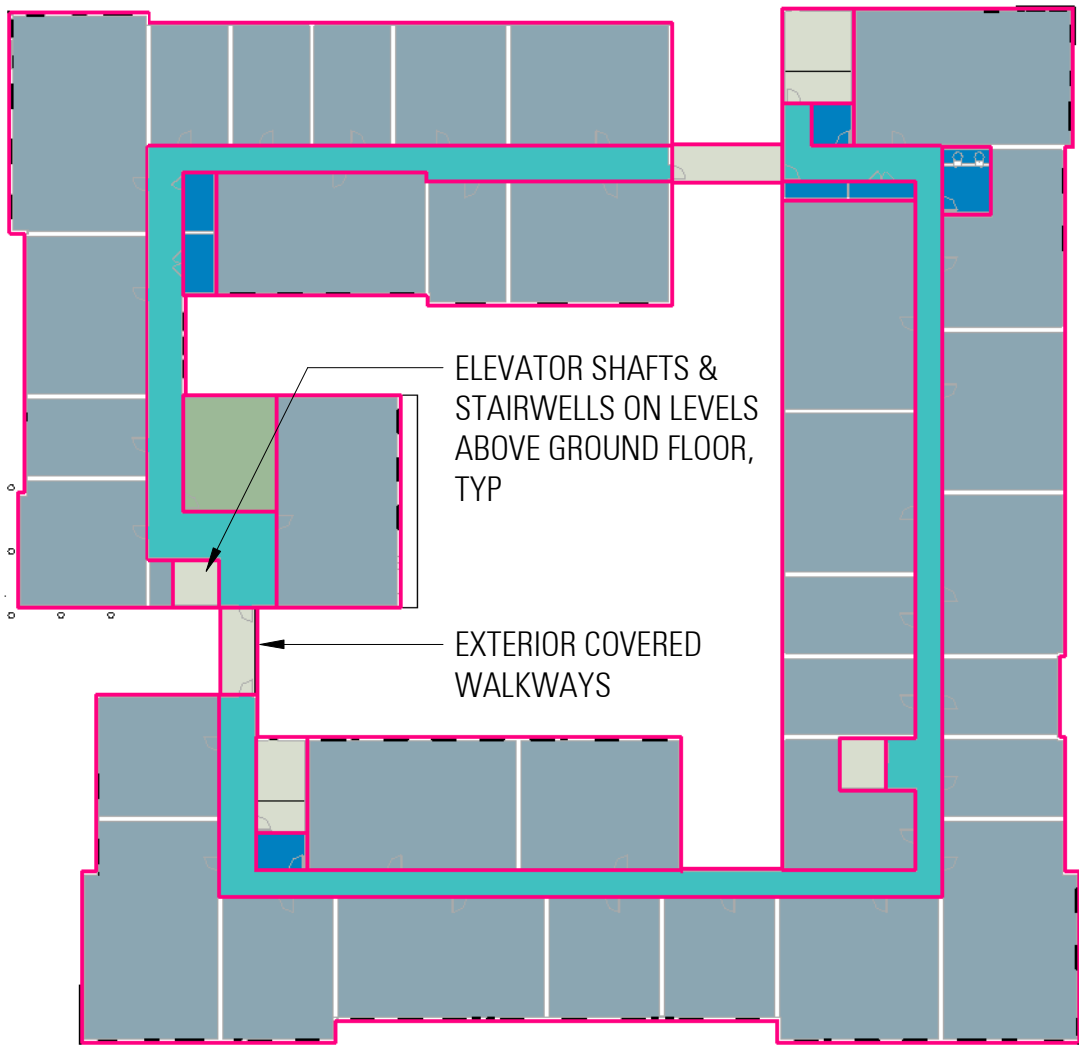 ELEVATOR SHAFTS &
STAIRWELLS ON LEVELS
ABOVE GROUND FLOOR,
TYP
EXTERIOR COVERED
WALKWAYS